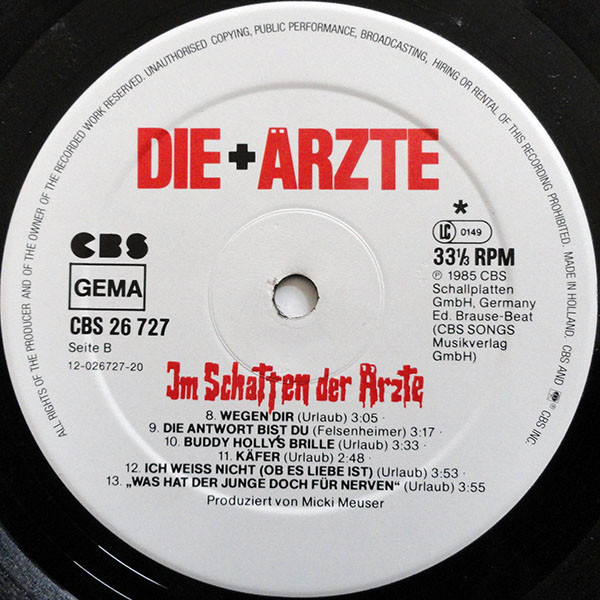 ALL RIGHTS OF THE PRODUCER AND OF THE OWNER OF THE RECORDED WORK RESERVED. UNAUTHORISED COPYING, PUBLIC PERFORMANCE, BROADCASTING, HIRING OR RENTAL OF THIS RECORDING PROHIBITED. MADE IN HOLLAND. CBS AND CBS INC.
DIE + ÄRZTE
CBS
GEMA
CBS 26 727
Seite B
12-026727-20
*
LC 0149
33⅓ RPM
Ⓟ 1985 CBS
Schallplatten
GmbH, Germany
Ed. Brause-Beat
(CBS SONGS
Musikverlag
GmbH)
Im Schatten der Ärzte
8. WEGEN DIR (Urlaub) 3:05 ·
9. DIE ANTWORT BIST DU (Felsenheimer) 3:17 ·
10. BUDDY HOLLY'S BRILLE (Urlaub) 3:33 ·
11. KÄFER (Urlaub) 2:48 ·
12. ICH WEISS NICHT (OB ES LIEBE IST) (Urlaub) 3:53 ·
13. „WAS HAT DER JUNGE DOCH FÜR NERVEN“ (Urlaub) 3:55
Produziert von Micki Meuser